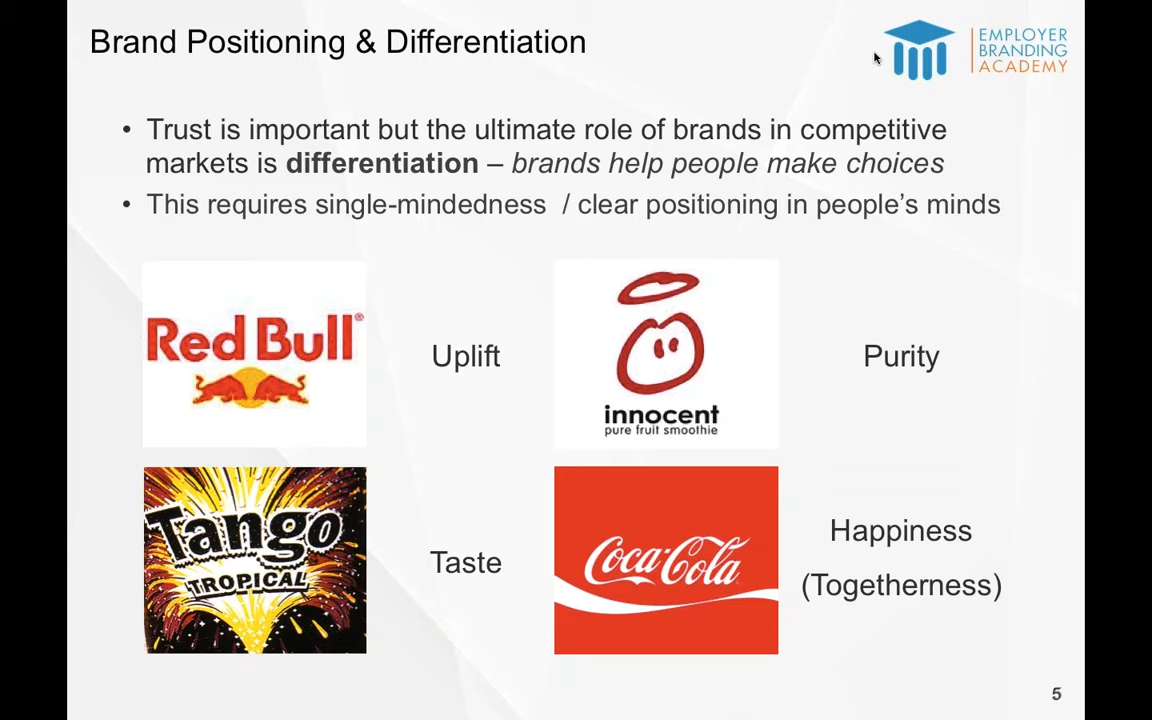 Brand Positioning & Differentiation
EMPLOYER
BRANDING
ACADEMY
• Trust is important but the ultimate role of brands in competitive
markets is differentiation – brands help people make choices
• This requires single-mindedness / clear positioning in people's minds
Red Bull®
Uplift
innocent
pure fruit smoothie
Purity
Tango
TROPICAL
Taste
Coca-Cola
Happiness
(Togetherness)
5